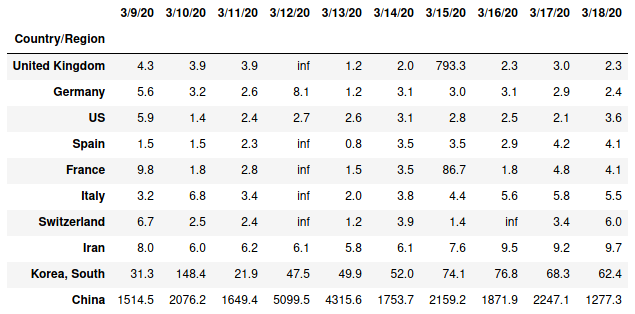 3/9/20 3/10/20 3/11/20 3/12/20 3/13/20 3/14/20 3/15/20 3/16/20 3/17/20 3/18/20
Country/Region
United Kingdom 4.3 3.9 3.9 inf 1.2 2.0 793.3 2.3 3.0 2.3
Germany 5.6 3.2 2.6 8.1 1.2 3.1 3.0 3.1 2.9 2.4
US 5.9 1.4 2.4 2.7 2.6 3.1 2.8 2.5 2.1 3.6
Spain 1.5 1.5 2.3 inf 0.8 3.5 3.5 2.9 4.2 4.1
France 9.8 1.8 2.8 inf 1.5 3.5 86.7 1.8 4.8 4.1
Italy 3.2 6.8 3.4 inf 2.0 3.8 4.4 5.6 5.8 5.5
Switzerland 6.7 2.5 2.4 inf 1.2 3.9 1.4 inf 3.4 6.0
Iran 8.0 6.0 6.2 6.1 5.8 6.1 7.6 9.5 9.2 9.7
Korea, South 31.3 148.4 21.9 47.5 49.9 52.0 74.1 76.8 68.3 62.4
China 1514.5 2076.2 1649.4 5099.5 4315.6 1753.7 2159.2 1871.9 2247.1 1277.3